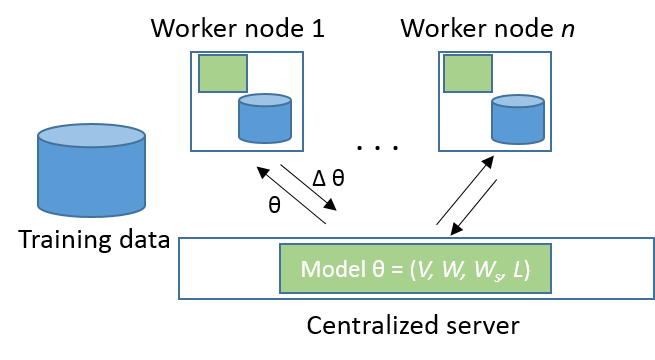 Worker node 1
Worker node n
. . .
Δ θ
θ
Training data
Model θ = (V, W, Wₛ, L)
Centralized server